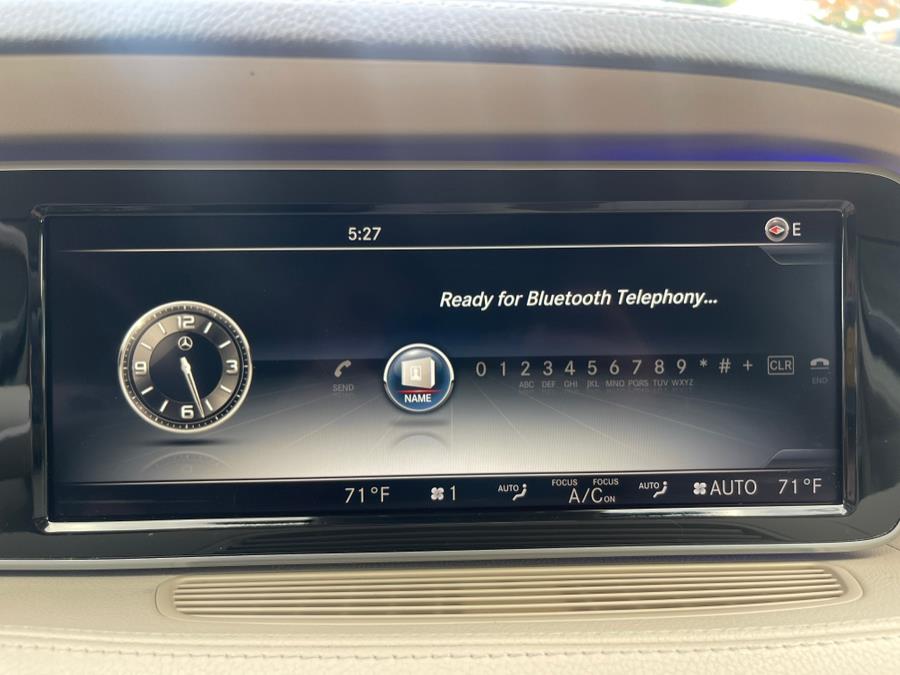 5:27
E
Ready for Bluetooth Telephony...
12
3
6
9
SEND
NAME
0 1 2 3 4 5 6 7 8 9 * # + CLR
ABC DEF GHI JKL MNO PQRS TUV WXYZ
END
71°F 1 AUTO FOCUS FOCUS AUTO AUTO 71°F
A/C ON